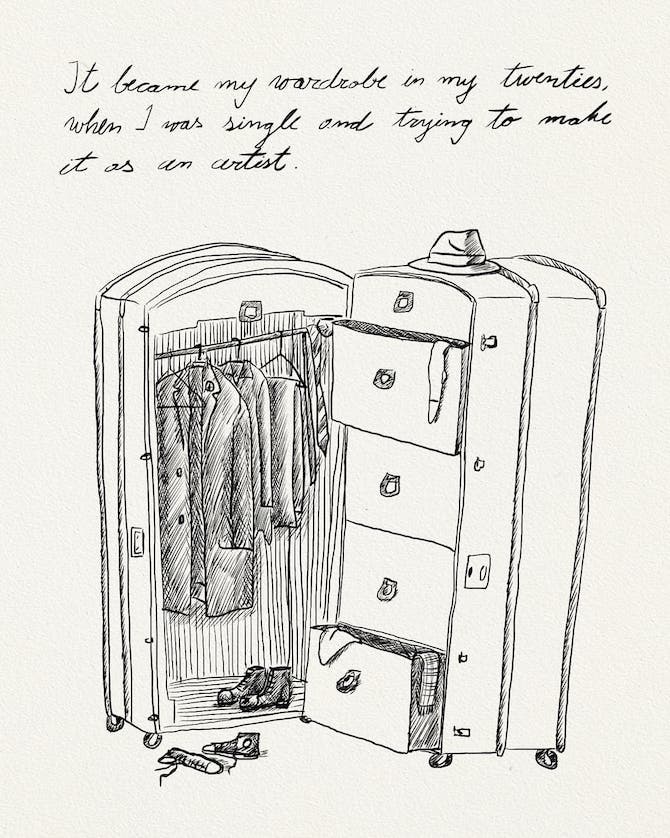 It became my wardrobe in my twenties,
when I was single and trying to make
it as an artist.